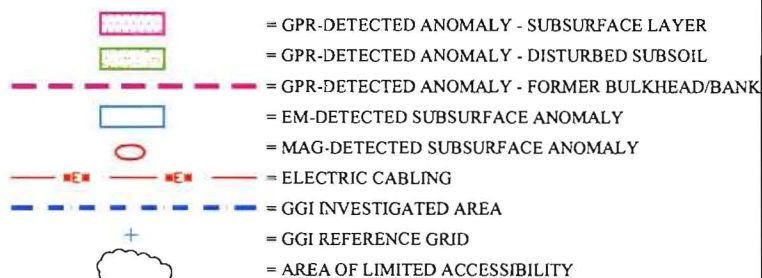 = GPR-DETECTED ANOMALY - SUBSURFACE LAYER
= GPR-DETECTED ANOMALY - DISTURBED SUBSOIL
= GPR-DETECTED ANOMALY - FORMER BULKHEAD/BANK
= EM-DETECTED SUBSURFACE ANOMALY
= MAG-DETECTED SUBSURFACE ANOMALY
E E = ELECTRIC CABLING
= GGI INVESTIGATED AREA
= GGI REFERENCE GRID
= AREA OF LIMITED ACCESSIBILITY